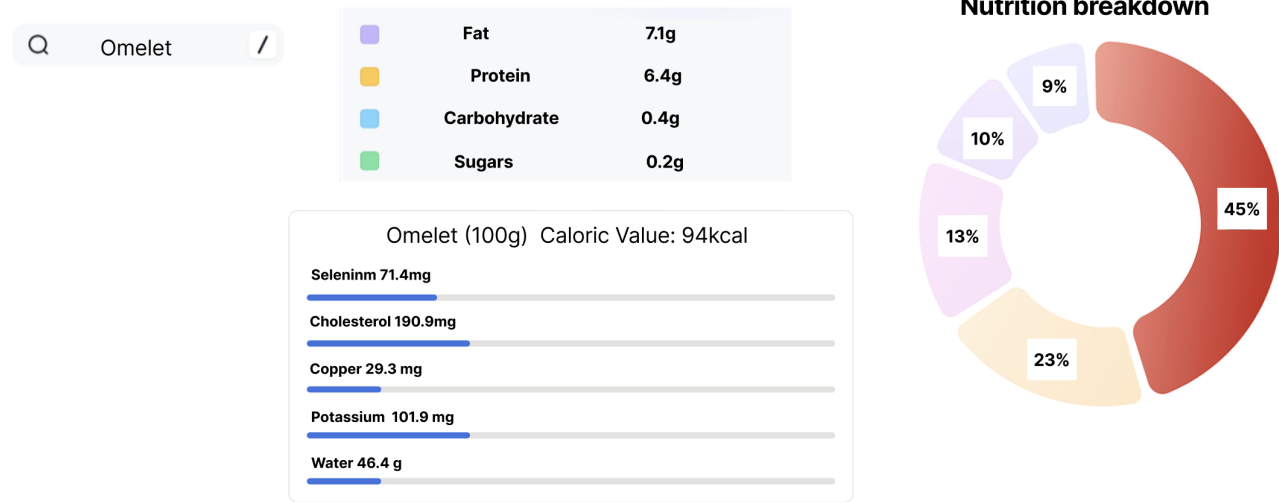 Omelet /
Fat 7.1g
Protein 6.4g
Carbohydrate 0.4g
Sugars 0.2g
Omelet (100g) Caloric Value: 94kcal
Seleninm 71.4mg
Cholesterol 190.9mg
Copper 29.3 mg
Potassium 101.9 mg
Water 46.4 g
Nutrition breakdown
9%
10%
45%
13%
23%